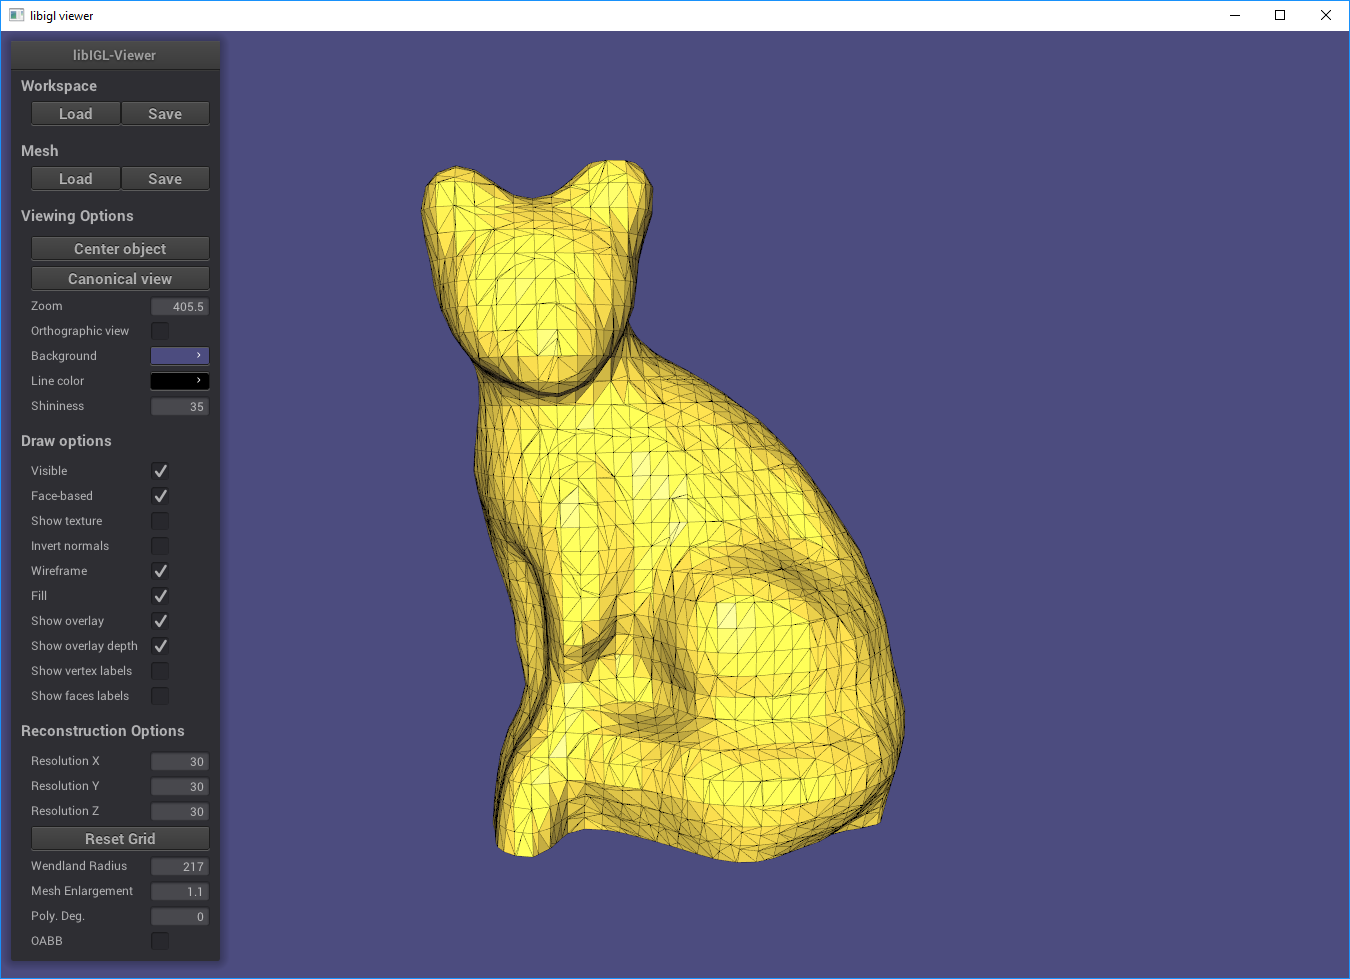 libigl viewer
libIGL-Viewer
Workspace
Load Save
Mesh
Load Save
Viewing Options
Center object
Canonical view
Zoom 405.5
Orthographic view
Background
Line color
Shininess 35
Draw options
Visible
Face-based
Show texture
Invert normals
Wireframe
Fill
Show overlay
Show overlay depth
Show vertex labels
Show faces labels
Reconstruction Options
Resolution X 30
Resolution Y 30
Resolution Z 30
Reset Grid
Wendland Radius 217
Mesh Enlargement 1.1
Poly. Deg. 0
OABB